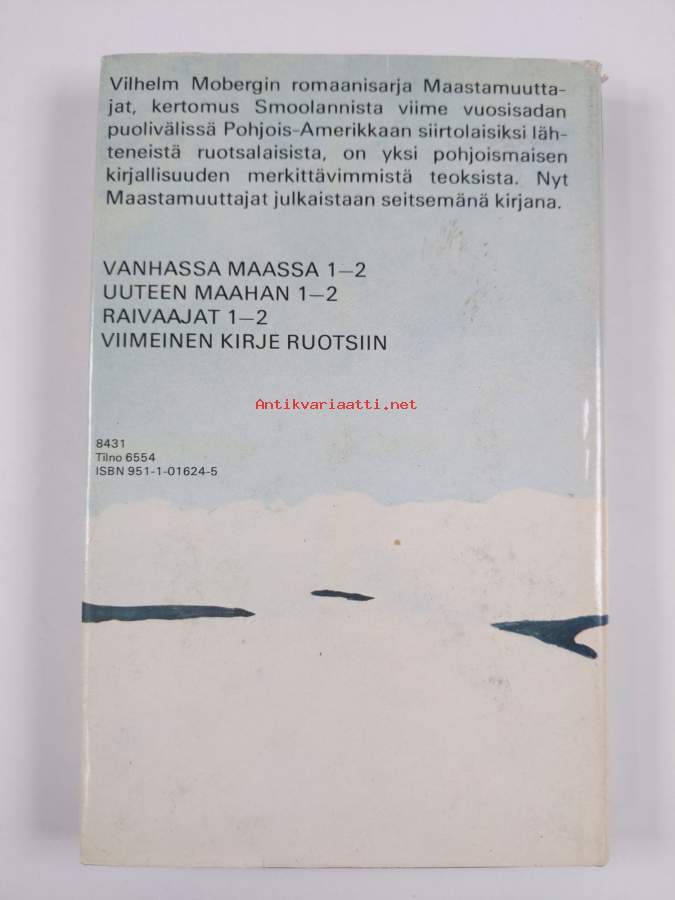 Vilhelm Mobergin romaanisarja Maastamuutta-
jat, kertomus Smoolannista viime vuosisadan
puolivälissä Pohjois-Amerikkaan siirtolaisiksi läh-
teneistä ruotsalaisista, on yksi pohjoismaisen
kirjallisuuden merkittävimmistä teoksista. Nyt
Maastamuuttajat julkaistaan seitsemänä kirjana.
VANHASSA MAASSA 1—2
UUTEEN MAAHAN 1—2
RAIVAAJAT 1—2
VIIMEINEN KIRJE RUOTSIIN
Antikvariaatti.net
8431
Tilno 6554
ISBN 951-1-01624-5